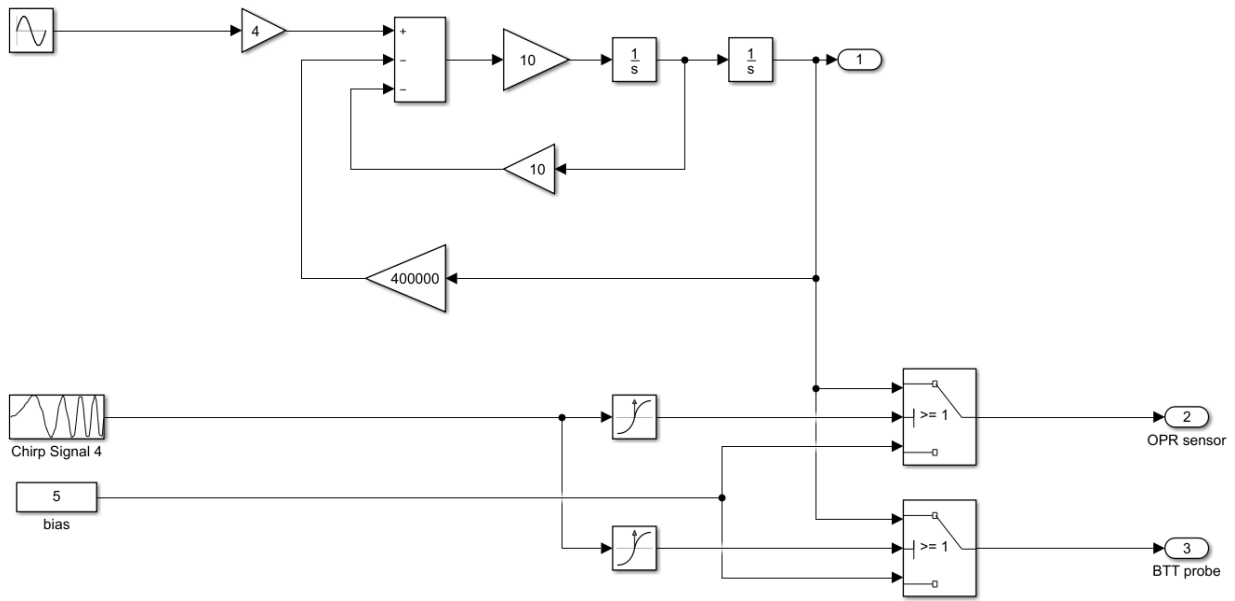 4
+
−
−
10
1
s
1
s
1
10
400000
Chirp Signal 4
>= 1
2
OPR sensor
5
bias
>= 1
3
BTT probe